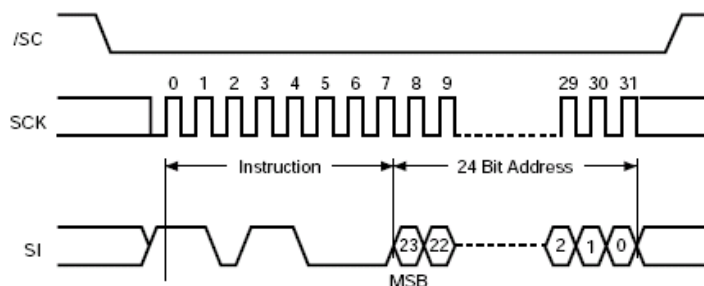 /SC
0 1 2 3 4 5 6 7 8 9 29 30 31
SCK
Instruction 24 Bit Address
SI 23 22 2 1 0
MSB